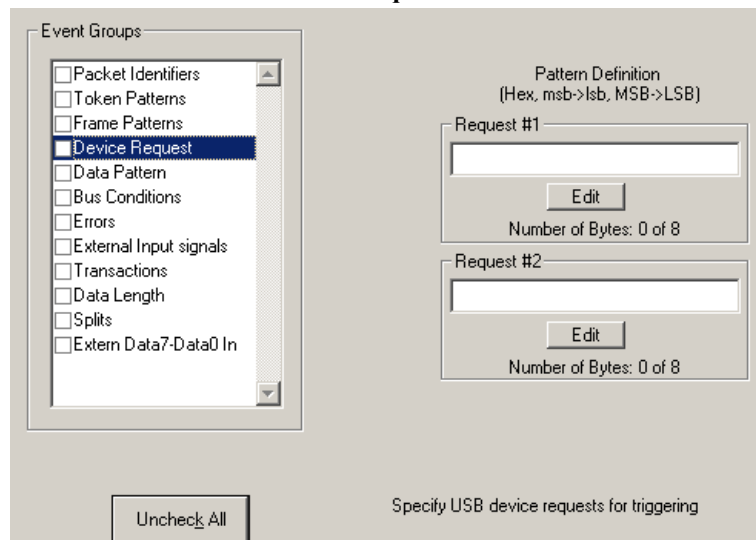 Event Groups
Packet Identifiers
Token Patterns
Frame Patterns
Device Request
Data Pattern
Bus Conditions
Errors
External Input signals
Transactions
Data Length
Splits
Extern Data7-Data0 In
Uncheck All
Pattern Definition
(Hex, msb->lsb, MSB->LSB)
Request #1
Edit
Number of Bytes: 0 of 8
Request #2
Edit
Number of Bytes: 0 of 8
Specify USB device requests for triggering